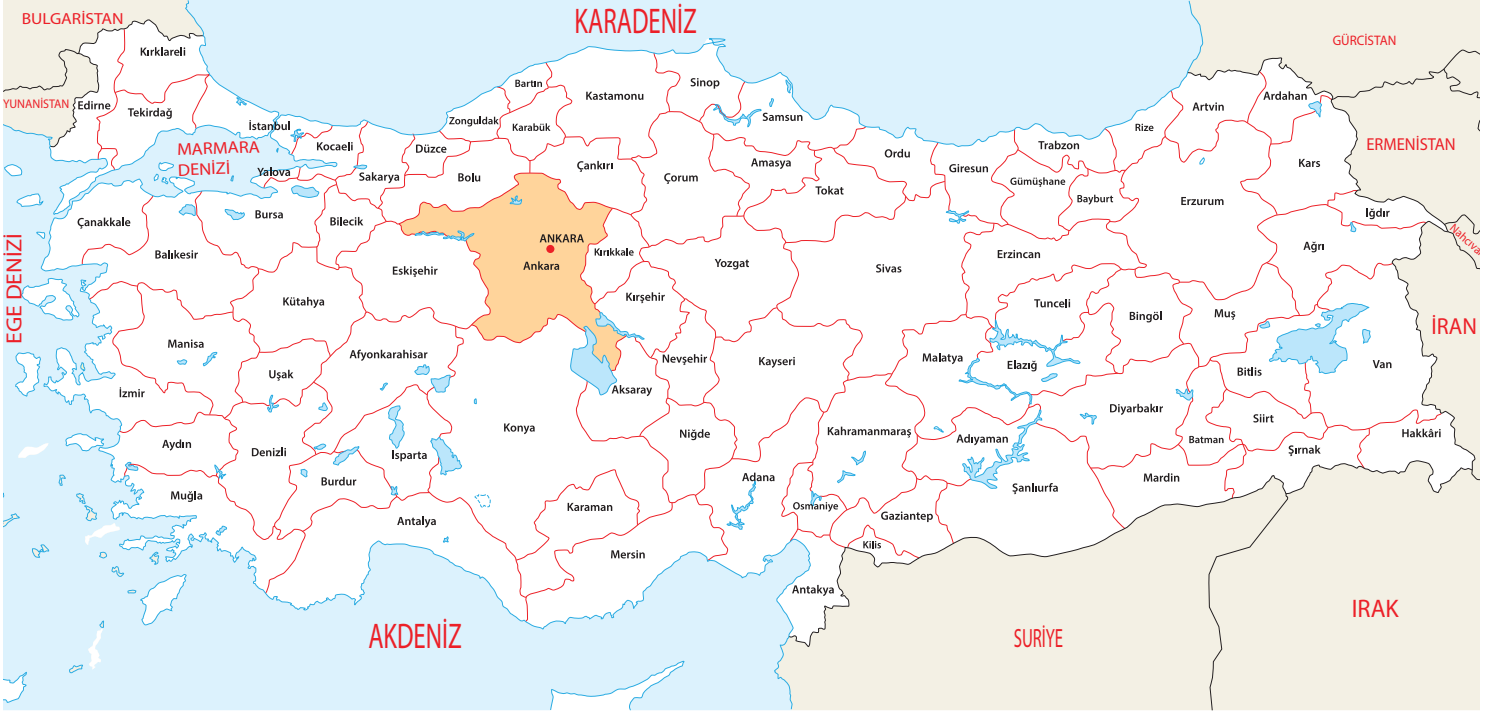 BULGARİSTAN
KARADENİZ
GÜRCİSTAN
Kırklareli
YUNANİSTAN
Edirne
Tekirdağ
İstanbul
Bartın
Kastamonu
Sinop
Zonguldak
Karabük
Samsun
Artvin
Ardahan
Rize
MARMARA
DENİZİ
Kocaeli
Düzce
Yalova
Sakarya
Bolu
Çankırı
Çorum
Amasya
Ordu
Tokat
Giresun
Trabzon
Gümüşhane
Bayburt
Erzurum
Kars
ERMENİSTAN
Iğdır
Nahcıvan
Çanakkale
Bursa
Bilecik
Balıkesir
EGE DENİZİ
Eskişehir
ANKARA
Ankara
Kırıkkale
Yozgat
Sivas
Erzincan
Ağrı
Kütahya
Kırşehir
Tunceli
Bingöl
Muş
İRAN
Manisa
Afyonkarahisar
Uşak
Nevşehir
Kayseri
Malatya
Elazığ
Bitlis
Van
İzmir
Aksaray
Konya
Niğde
Kahramanmaraş
Adıyaman
Diyarbakır
Batman
Siirt
Şırnak
Hakkâri
Aydın
Denizli
Isparta
Burdur
Muğla
Antalya
Karaman
Mersin
Adana
Osmaniye
Gaziantep
Kilis
Şanlıurfa
Mardin
Antakya
AKDENİZ
SURİYE
IRAK